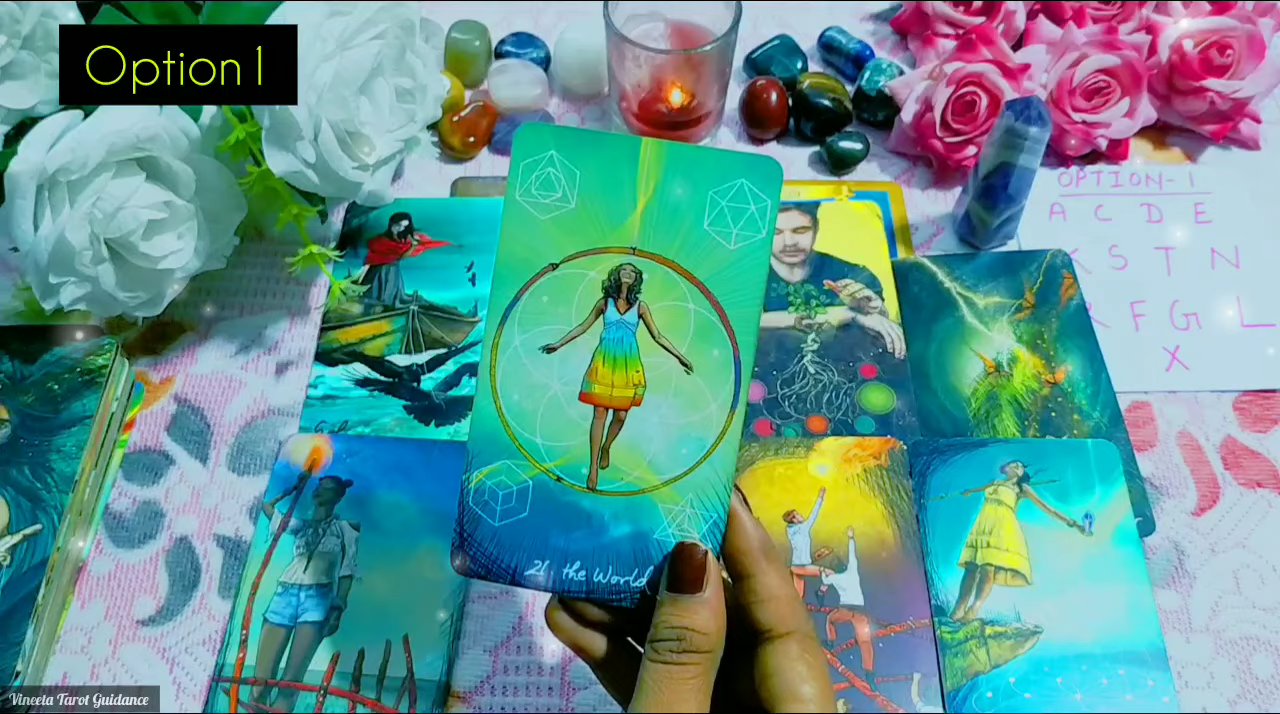 Option 1
OPTION-1
A C D E
K S T N
R F G L
X
21. the World
Vineeta Tarot Guidance